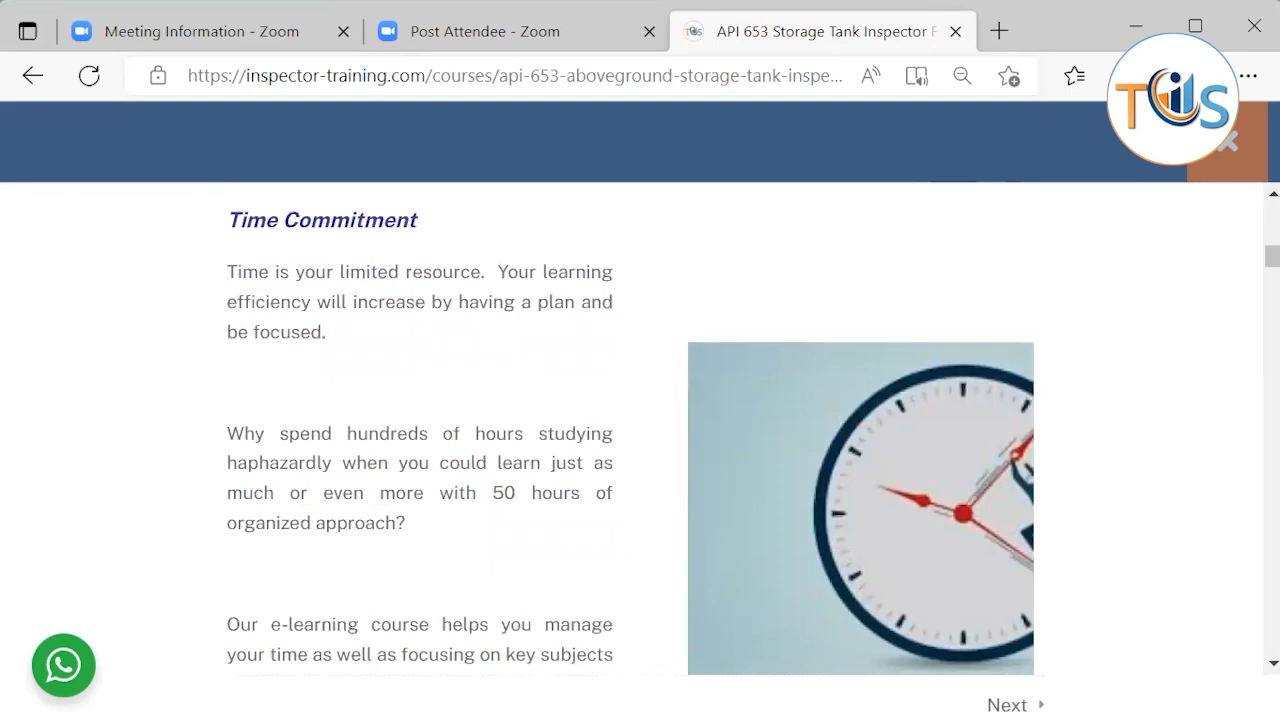 Meeting Information - Zoom
Post Attendee - Zoom
API 653 Storage Tank Inspector
https://inspector-training.com/courses/api-653-aboveground-storage-tank-inspe...
TIS
Time Commitment
Time is your limited resource. Your learning
efficiency will increase by having a plan and
be focused.
Why spend hundreds of hours studying
haphazardly when you could learn just as
much or even more with 50 hours of
organized approach?
Our e-learning course helps you manage
your time as well as focusing on key subjects
Next